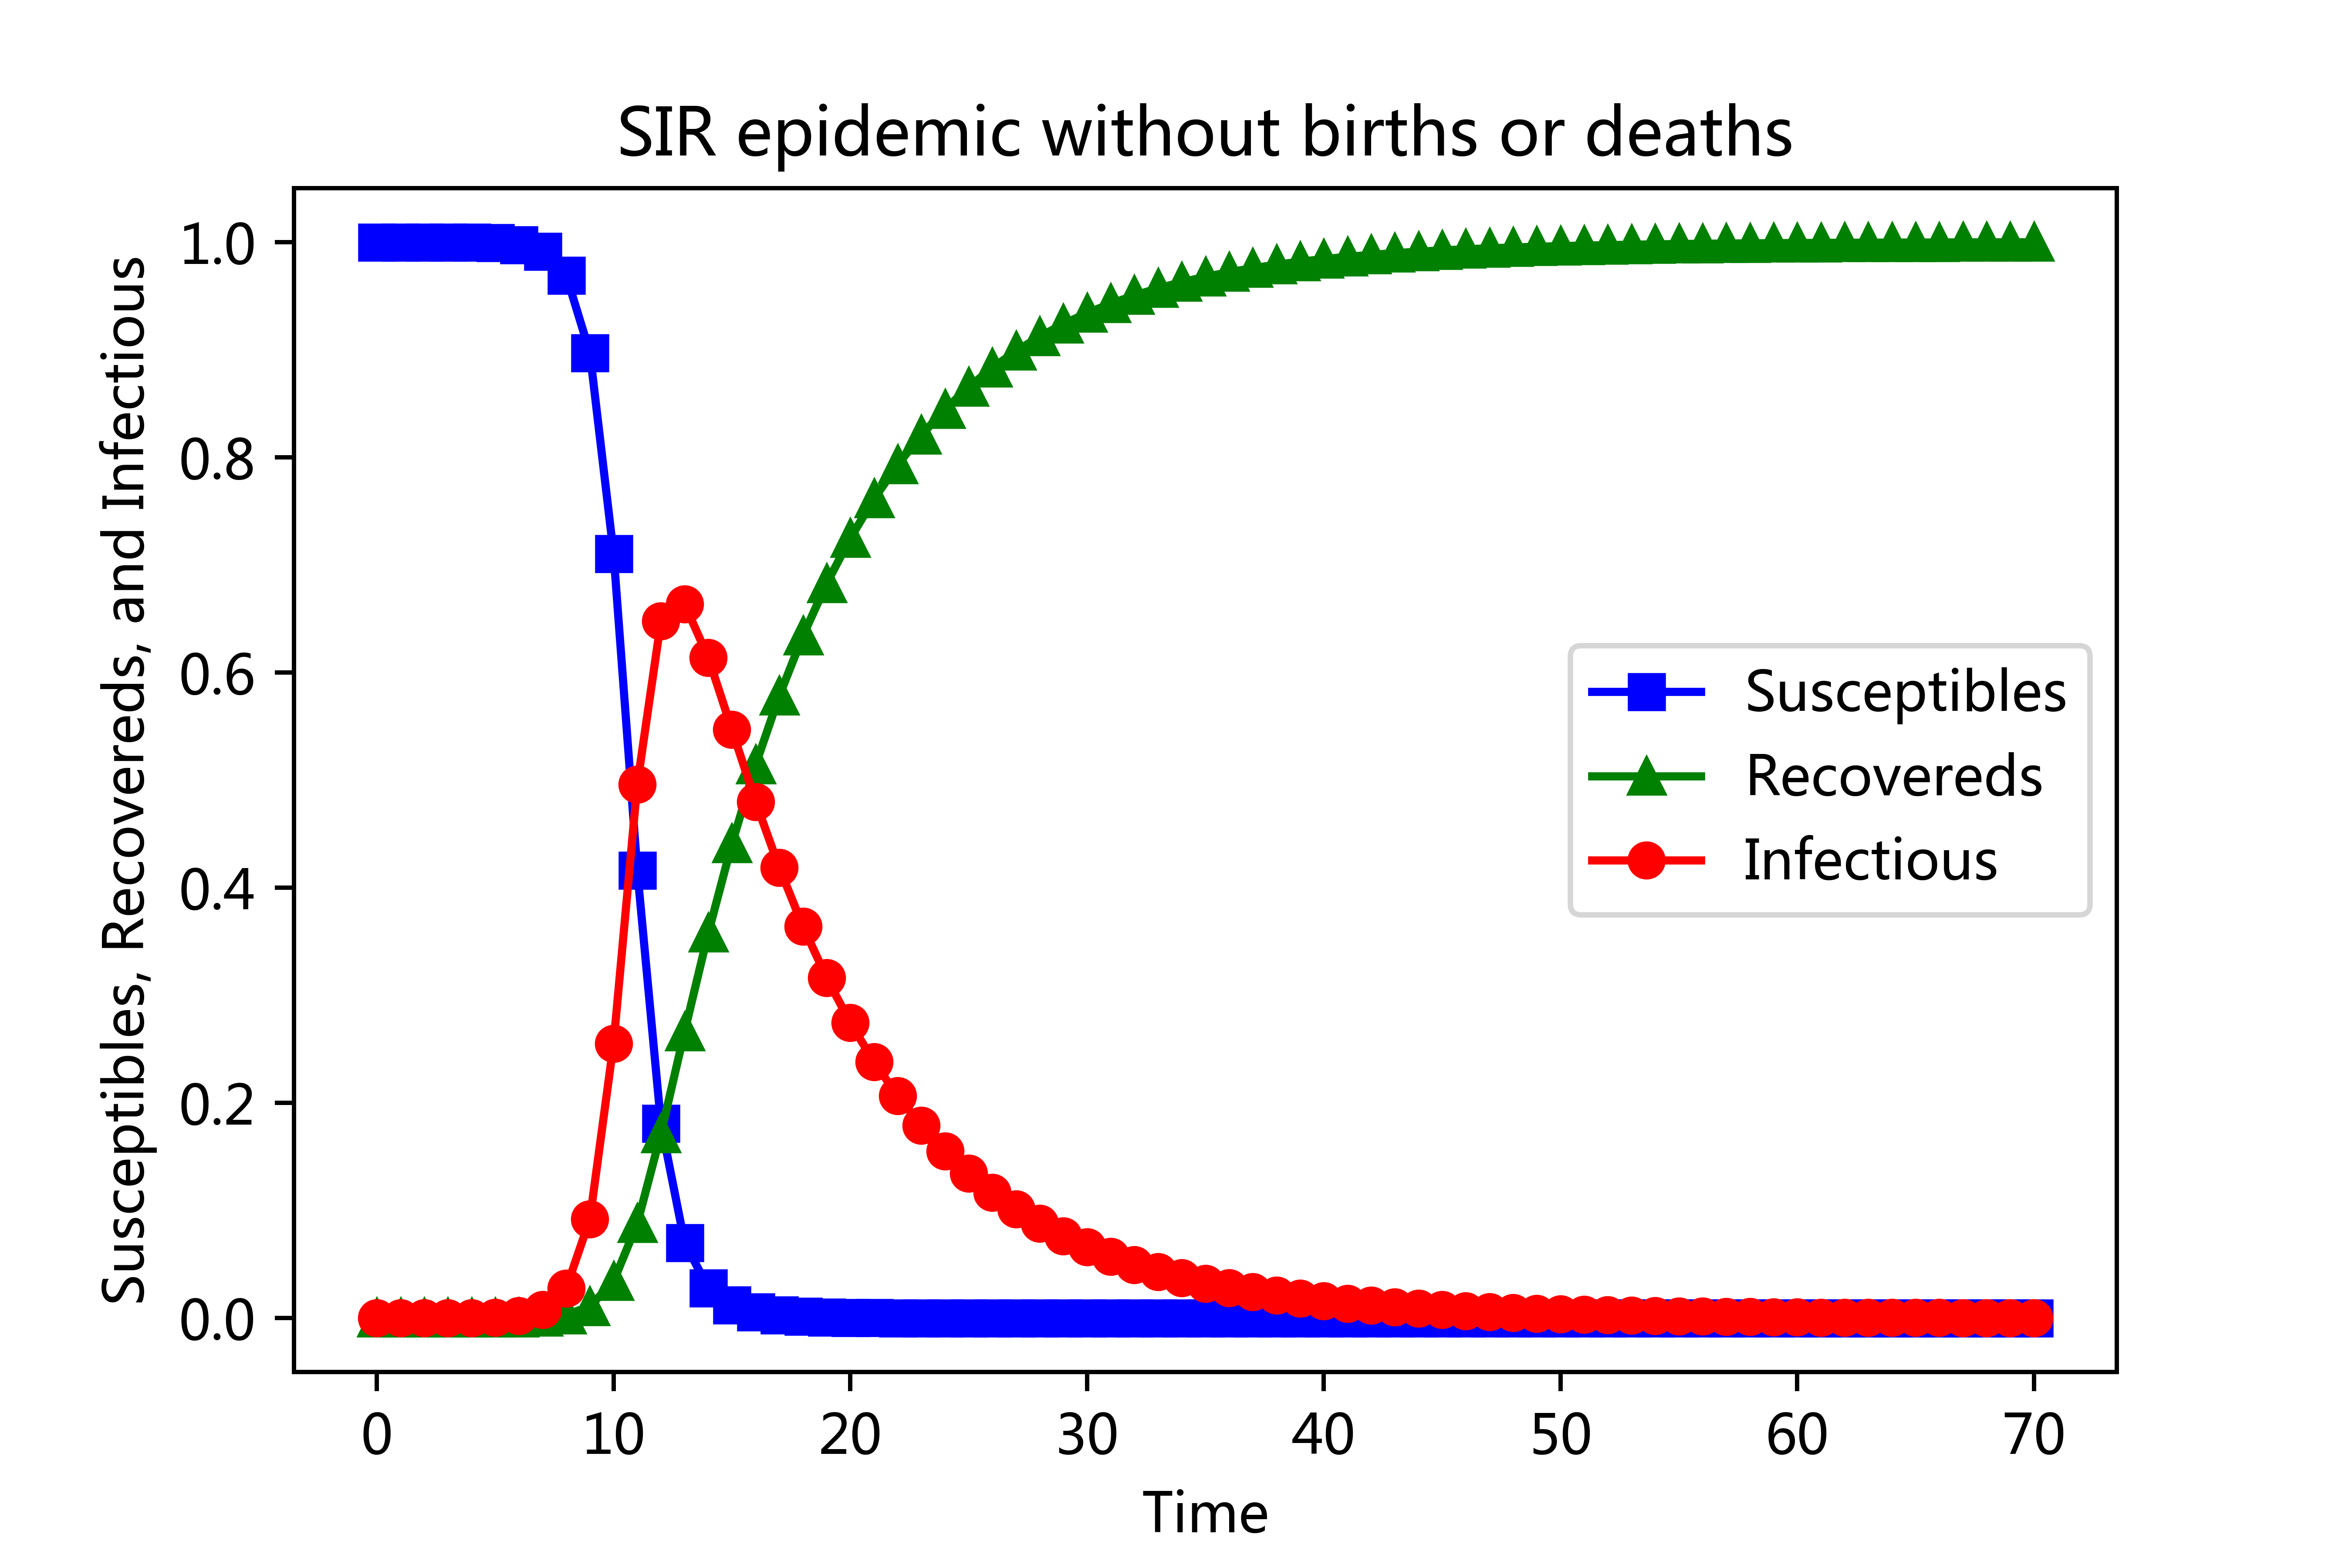 SIR epidemic without births or deaths
Susceptibles, Recovereds, and Infectious
1.0
0.8
0.6
0.4
0.2
0.0
Susceptibles
Recovereds
Infectious
0 10 20 30 40 50 60 70
Time